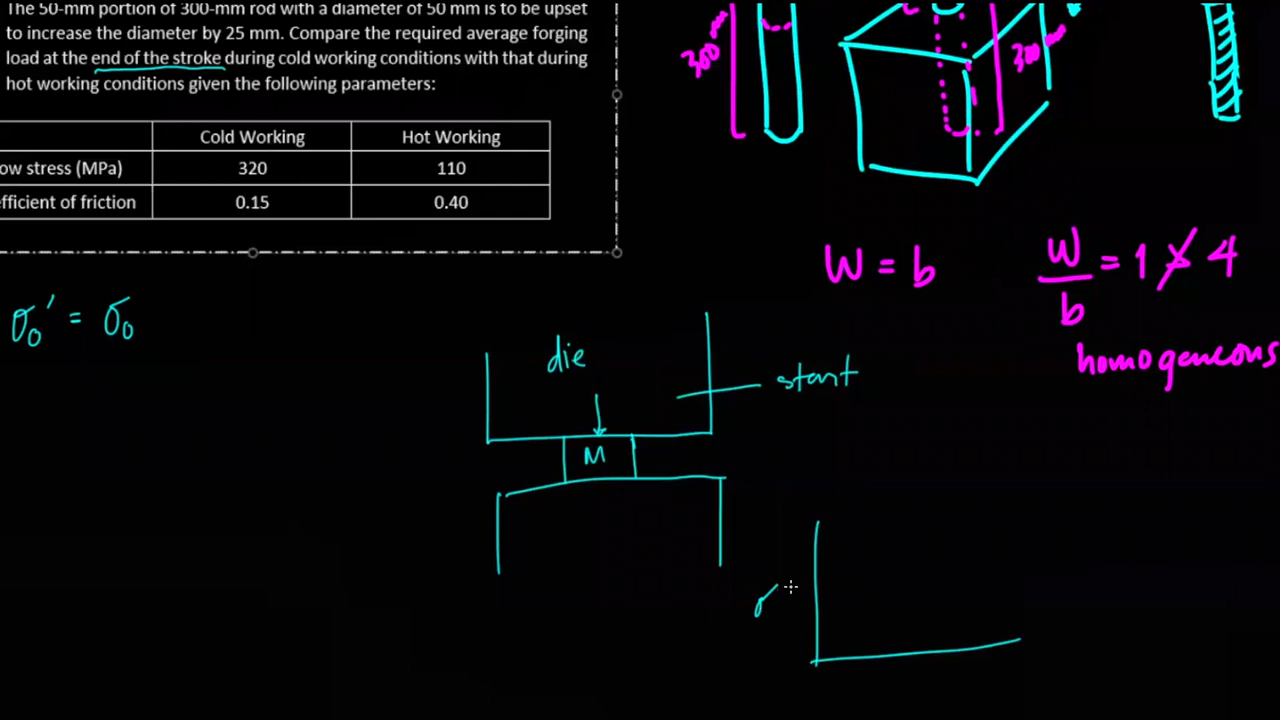 The 50-mm portion of 300-mm rod with a diameter of 50 mm is to be upset
to increase the diameter by 25 mm. Compare the required average forging
load at the end of the stroke during cold working conditions with that during
hot working conditions given the following parameters:
Cold Working Hot Working
ow stress (MPa) 320 110
efficient of friction 0.15 0.40
300 mm
300 mm
W = b
W/b = 1 ≯ 4
homogeneous
σ₀' = σ₀
die
start
M
σ